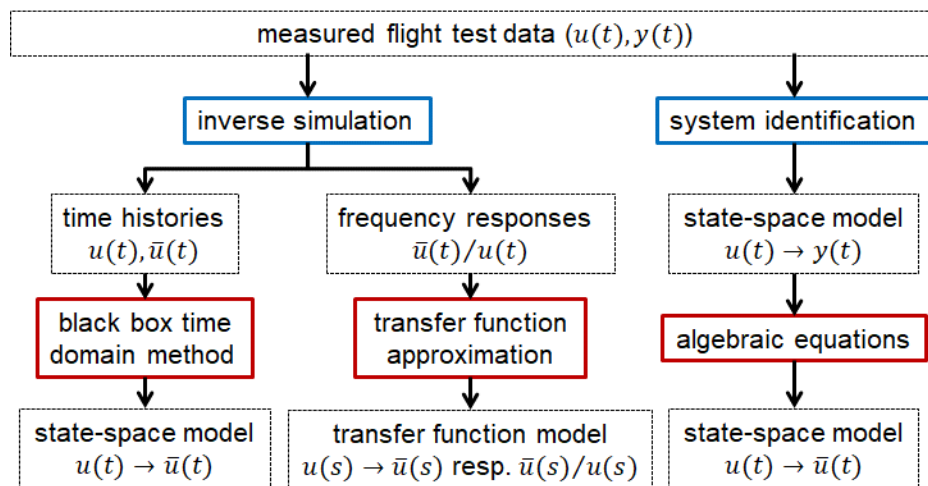 measured flight test data (u(t), y(t))
inverse simulation
system identification
time histories
u(t), ū(t)
frequency responses
ū(t)/u(t)
state-space model
u(t) → y(t)
black box time
domain method
transfer function
approximation
algebraic equations
state-space model
u(t) → ū(t)
transfer function model
u(s) → ū(s) resp. ū(s)/u(s)
state-space model
u(t) → ū(t)